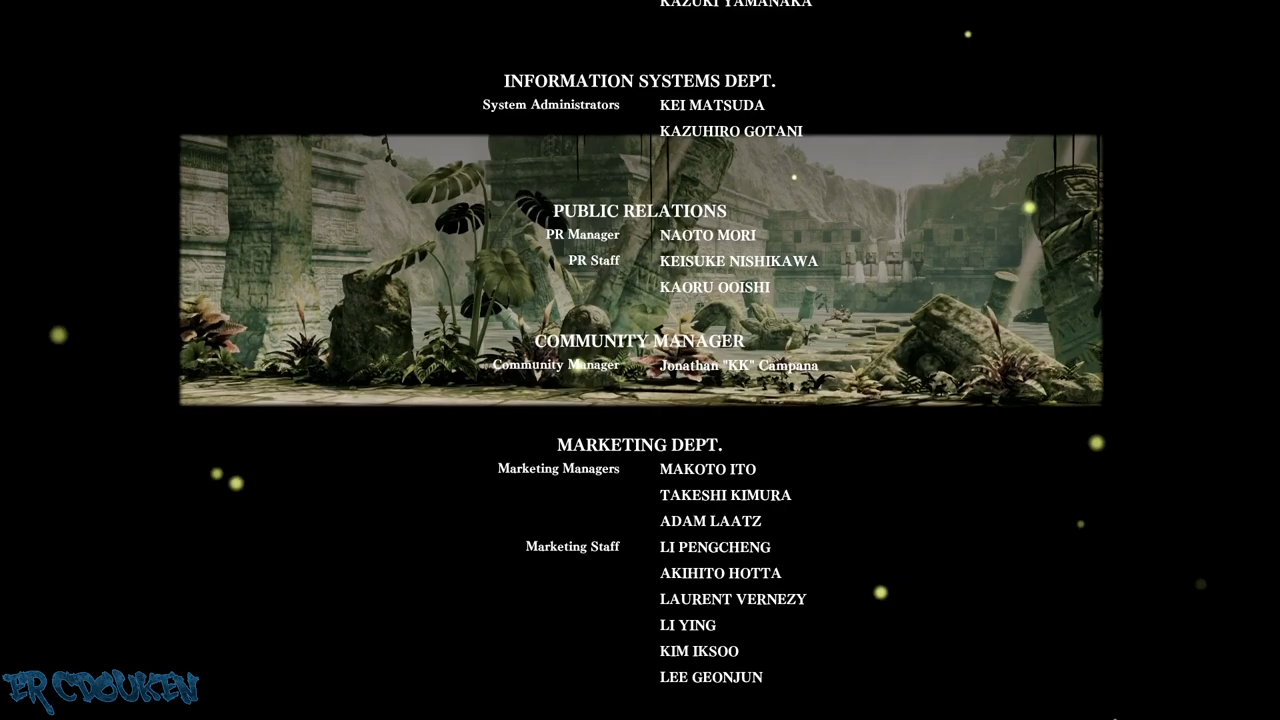 KAZUKI YAMANAKA
INFORMATION SYSTEMS DEPT.
System Administrators KEI MATSUDA
KAZUHIRO GOTANI
PUBLIC RELATIONS
PR Manager NAOTO MORI
PR Staff KEISUKE NISHIKAWA
KAORU OOISHI
COMMUNITY MANAGER
Community Manager Jonathan "KK" Campana
MARKETING DEPT.
Marketing Managers MAKOTO ITO
TAKESHI KIMURA
ADAM LAATZ
Marketing Staff LI PENGCHENG
AKIHITO HOTTA
LAURENT VERNEZY
LI YING
KIM IKSOO
LEE GEONJUN
ER CDOUKEN